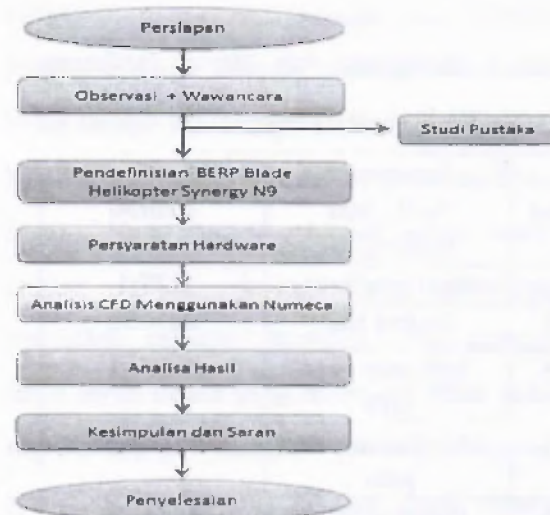 Persiapan
Observasi + Wawancara
Studi Pustaka
Pendefinisian BERP Blade
Helikopter Synergy N9
Persyaratan Hardware
Analisis CFD Menggunakan Numeca
Analisa Hasil
Kesimpulan dan Saran
Penyelesaian